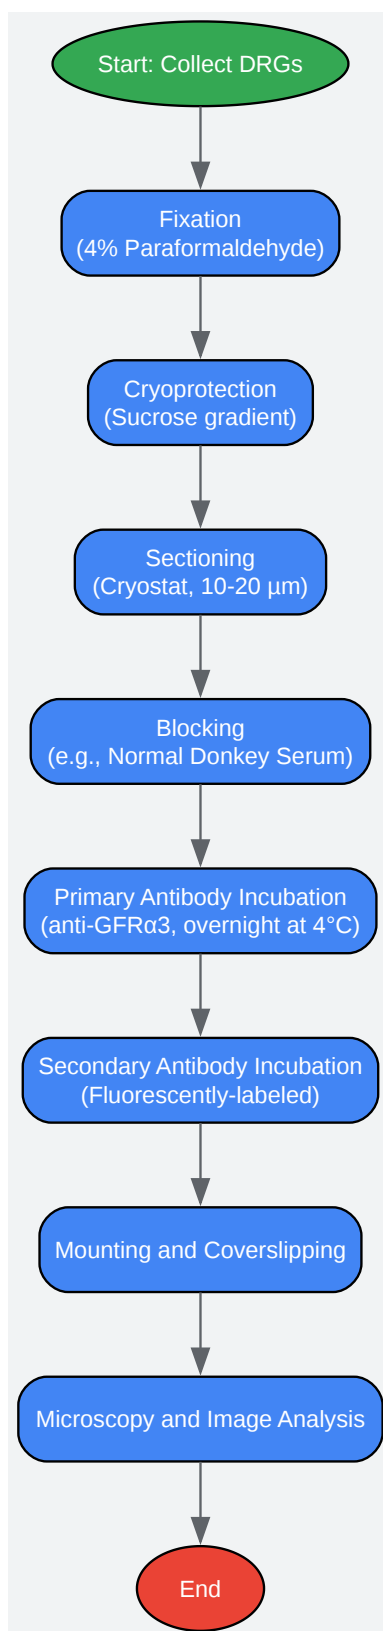 Start: Collect DRGs
Fixation
(4% Paraformaldehyde)
Cryoprotection
(Sucrose gradient)
Sectioning
(Cryostat, 10-20 µm)
Blocking
(e.g., Normal Donkey Serum)
Primary Antibody Incubation
(anti-GFRα3, overnight at 4°C)
Secondary Antibody Incubation
(Fluorescently-labeled)
Mounting and Coverslipping
Microscopy and Image Analysis
End